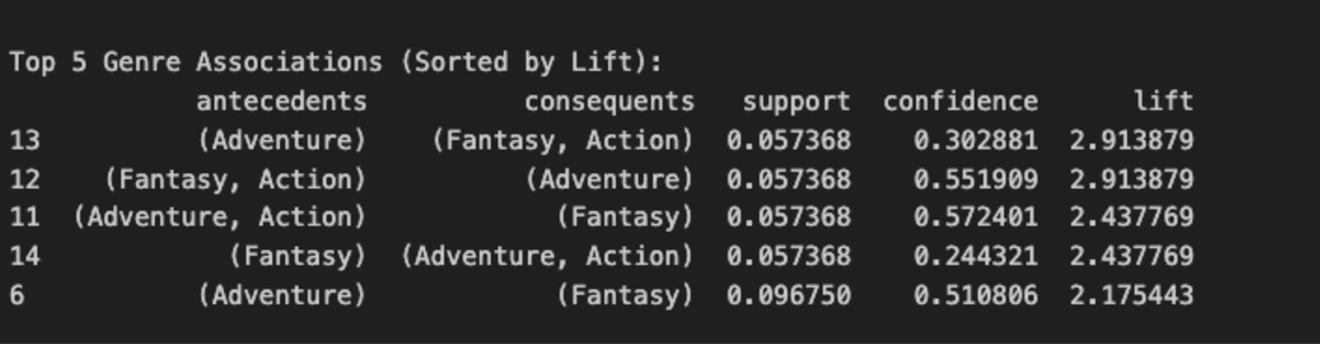 Top 5 Genre Associations (Sorted by Lift):
antecedents consequents support confidence lift
13 (Adventure) (Fantasy, Action) 0.057368 0.302881 2.913879
12 (Fantasy, Action) (Adventure) 0.057368 0.551909 2.913879
11 (Adventure, Action) (Fantasy) 0.057368 0.572401 2.437769
14 (Fantasy) (Adventure, Action) 0.057368 0.244321 2.437769
6 (Adventure) (Fantasy) 0.096750 0.510806 2.175443